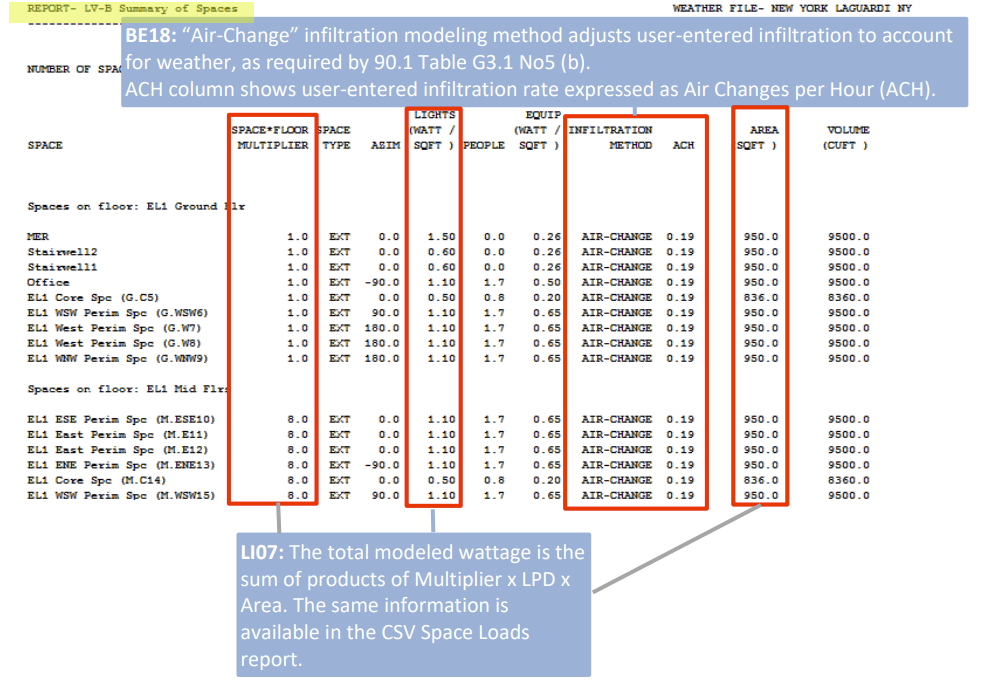 REPORT- LV-B Summary of Spaces WEATHER FILE- NEW YORK LAGUARDI NY
BE18: “Air-Change” infiltration modeling method adjusts user-entered infiltration to account
for weather, as required by 90.1 Table G3.1 No5 (b).
ACH column shows user-entered infiltration rate expressed as Air Changes per Hour (ACH).
NUMBER OF
LIGHTS EQUIP
SPACE*FLOOR SPACE (WATT / (WATT / INFILTRATION AREA VOLUME
SPACE MULTIPLIER TYPE AZIM SQFT ) PEOPLE SQFT ) METHOD ACH SQFT ) (CUFT )
Spaces on floor: EL1 Ground Flr
MER 1.0 EXT 0.0 1.50 0.0 0.26 AIR-CHANGE 0.19 950.0 9500.0
Stairwell2 1.0 EXT 0.0 0.60 0.0 0.26 AIR-CHANGE 0.19 950.0 9500.0
Stairwell1 1.0 EXT 0.0 0.60 0.0 0.26 AIR-CHANGE 0.19 950.0 9500.0
Office 1.0 EXT -90.0 1.10 1.7 0.50 AIR-CHANGE 0.19 950.0 9500.0
EL1 Core Spc (G.C5) 1.0 EXT 0.0 0.50 0.8 0.20 AIR-CHANGE 0.19 836.0 8360.0
EL1 WSW Perim Spc (G.WSW6) 1.0 EXT 90.0 1.10 1.7 0.65 AIR-CHANGE 0.19 950.0 9500.0
EL1 West Perim Spc (G.W7) 1.0 EXT 180.0 1.10 1.7 0.65 AIR-CHANGE 0.19 950.0 9500.0
EL1 West Perim Spc (G.W8) 1.0 EXT 180.0 1.10 1.7 0.65 AIR-CHANGE 0.19 950.0 9500.0
EL1 WNW Perim Spc (G.WNW9) 1.0 EXT 180.0 1.10 1.7 0.65 AIR-CHANGE 0.19 950.0 9500.0
Spaces on floor: EL1 Mid Flrs
EL1 ESE Perim Spc (M.ESE10) 8.0 EXT 0.0 1.10 1.7 0.65 AIR-CHANGE 0.19 950.0 9500.0
EL1 East Perim Spc (M.E11) 8.0 EXT 0.0 1.10 1.7 0.65 AIR-CHANGE 0.19 950.0 9500.0
EL1 East Perim Spc (M.E12) 8.0 EXT 0.0 1.10 1.7 0.65 AIR-CHANGE 0.19 950.0 9500.0
EL1 ENE Perim Spc (M.ENE13) 8.0 EXT -90.0 1.10 1.7 0.65 AIR-CHANGE 0.19 950.0 9500.0
EL1 Core Spc (M.C14) 8.0 EXT 0.0 0.50 0.8 0.20 AIR-CHANGE 0.19 836.0 8360.0
EL1 WSW Perim Spc (M.WSW15) 8.0 EXT 90.0 1.10 1.7 0.65 AIR-CHANGE 0.19 950.0 9500.0
LI07: The total modeled wattage is the
sum of products of Multiplier x LPD x
Area. The same information is
available in the CSV Space Loads
report.